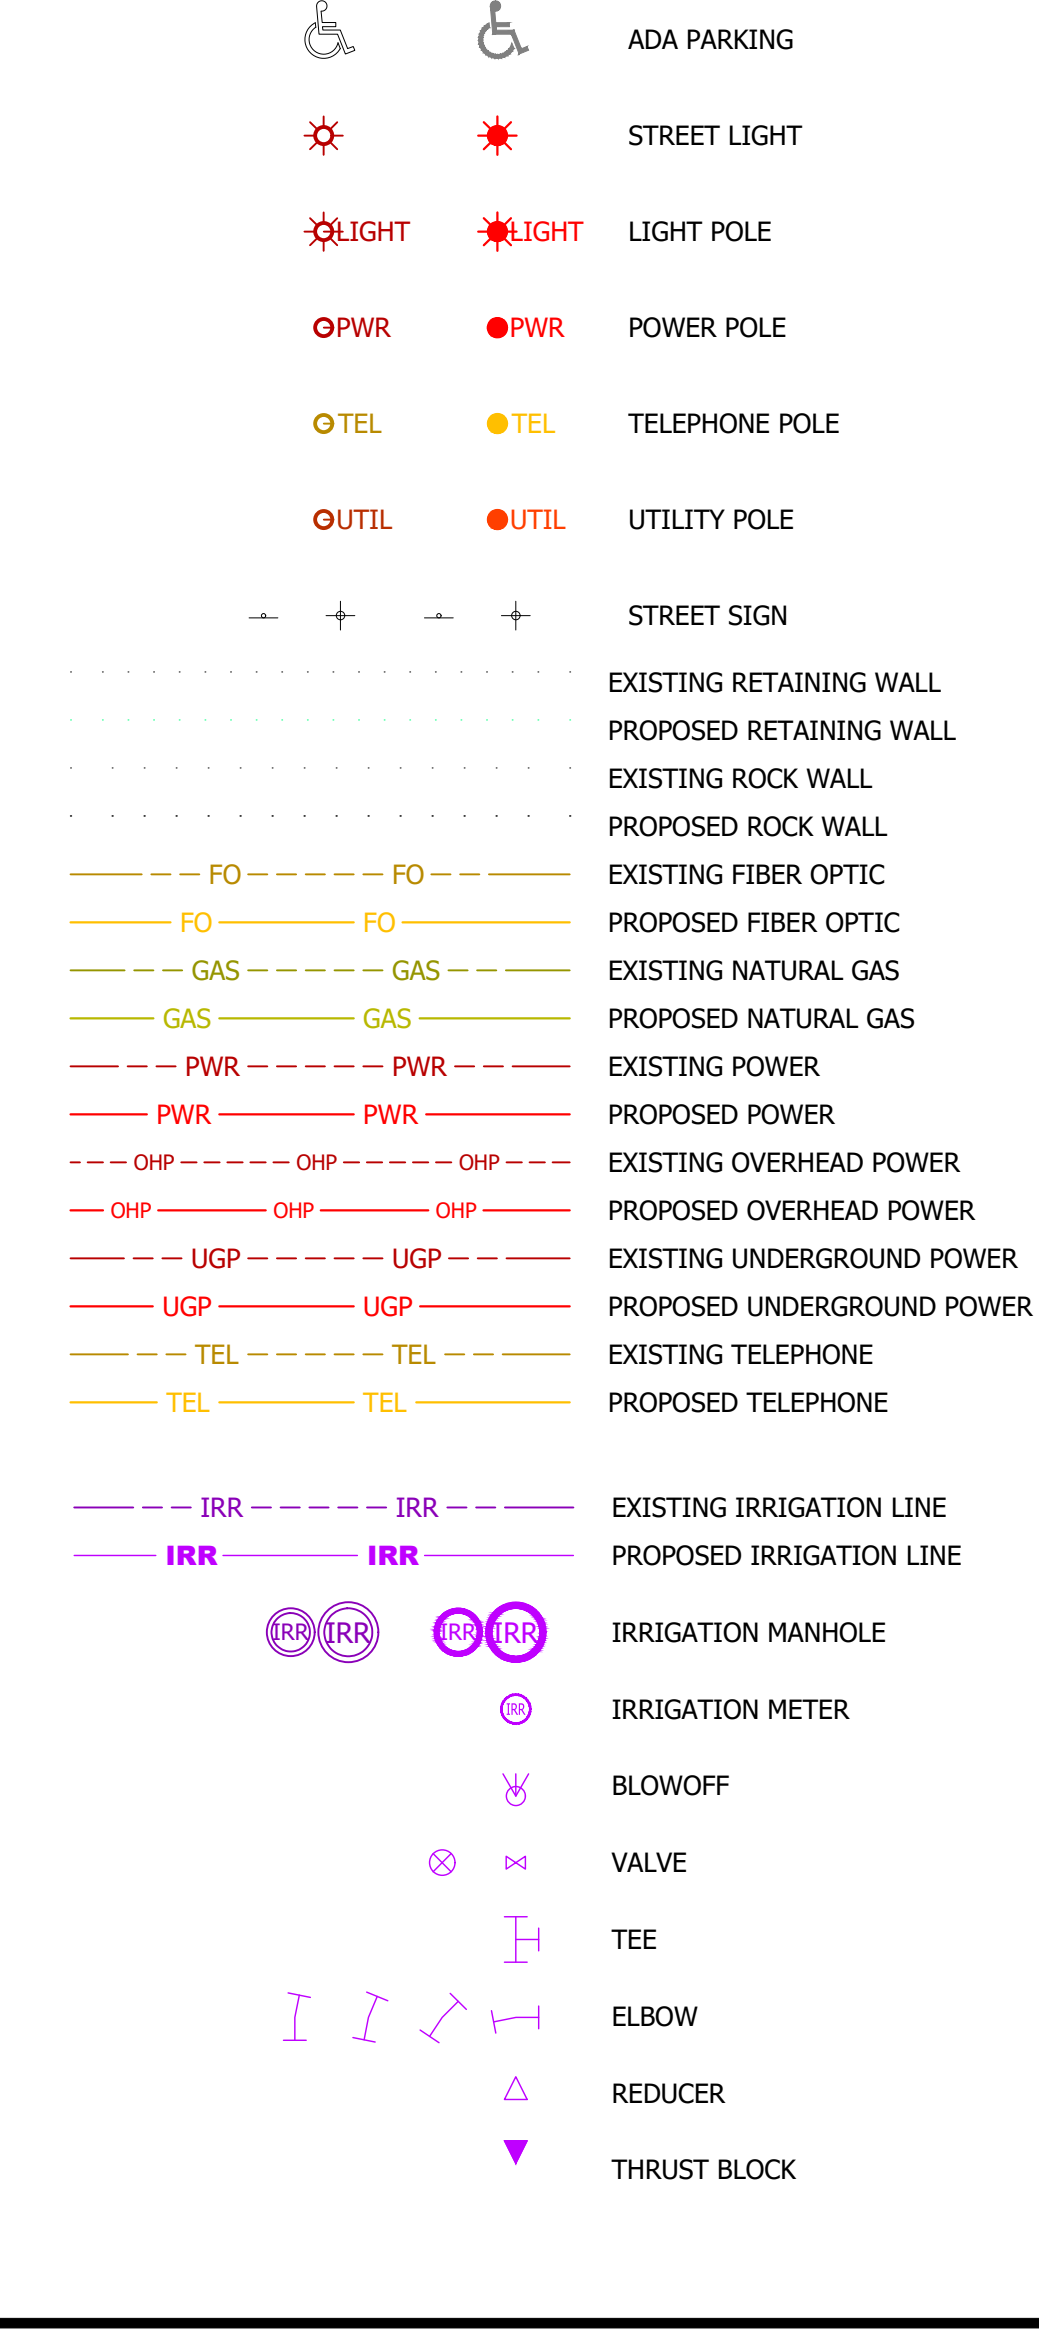 ADA PARKING
STREET LIGHT
LIGHT LIGHT LIGHT POLE
PWR PWR POWER POLE
TEL TEL TELEPHONE POLE
UTIL UTIL UTILITY POLE
STREET SIGN
EXISTING RETAINING WALL
PROPOSED RETAINING WALL
EXISTING ROCK WALL
PROPOSED ROCK WALL
FO FO EXISTING FIBER OPTIC
FO FO PROPOSED FIBER OPTIC
GAS GAS EXISTING NATURAL GAS
GAS GAS PROPOSED NATURAL GAS
PWR PWR EXISTING POWER
PWR PWR PROPOSED POWER
OHP OHP OHP EXISTING OVERHEAD POWER
OHP OHP OHP PROPOSED OVERHEAD POWER
UGP UGP EXISTING UNDERGROUND POWER
UGP UGP PROPOSED UNDERGROUND POWER
TEL TEL EXISTING TELEPHONE
TEL TEL PROPOSED TELEPHONE
IRR IRR EXISTING IRRIGATION LINE
IRR IRR PROPOSED IRRIGATION LINE
IRR IRR IRR IRR IRRIGATION MANHOLE
IRR IRRIGATION METER
BLOWOFF
VALVE
TEE
ELBOW
REDUCER
THRUST BLOCK